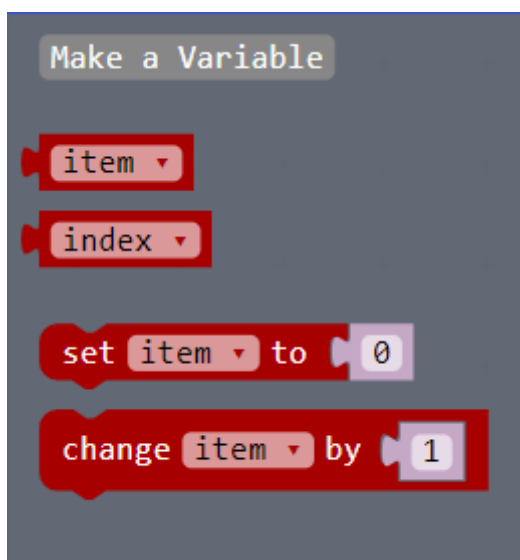 Make a Variable
item
index
set item to 0
change item by 1